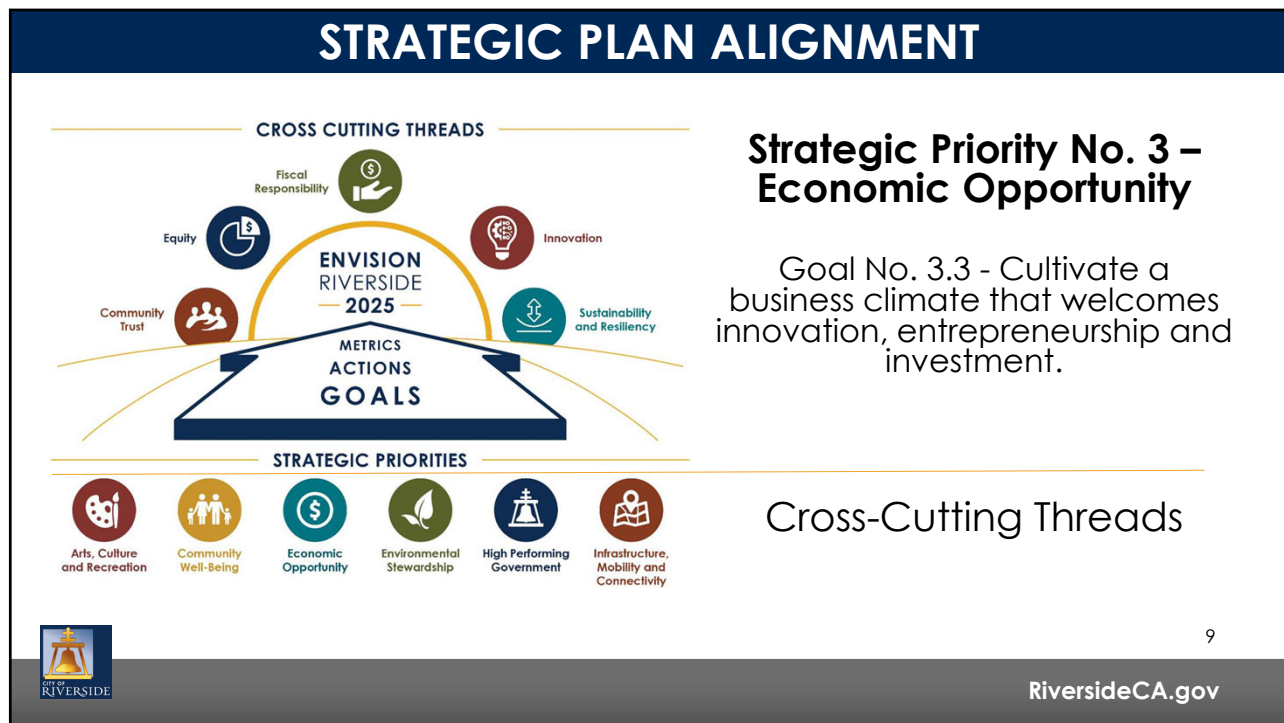 STRATEGIC PLAN ALIGNMENT
CROSS CUTTING THREADS
Fiscal
Responsibility
Equity
Innovation
Community
Trust
Sustainability
and Resiliency
ENVISION
RIVERSIDE
2025
METRICS
ACTIONS
GOALS
STRATEGIC PRIORITIES
Arts, Culture
and Recreation
Community
Well-Being
Economic
Opportunity
Environmental
Stewardship
High Performing
Government
Infrastructure,
Mobility and
Connectivity
Strategic Priority No. 3 –
Economic Opportunity
Goal No. 3.3 - Cultivate a
business climate that welcomes
innovation, entrepreneurship and
investment.
Cross-Cutting Threads
9
CITY OF
RIVERSIDE
RiversideCA.gov